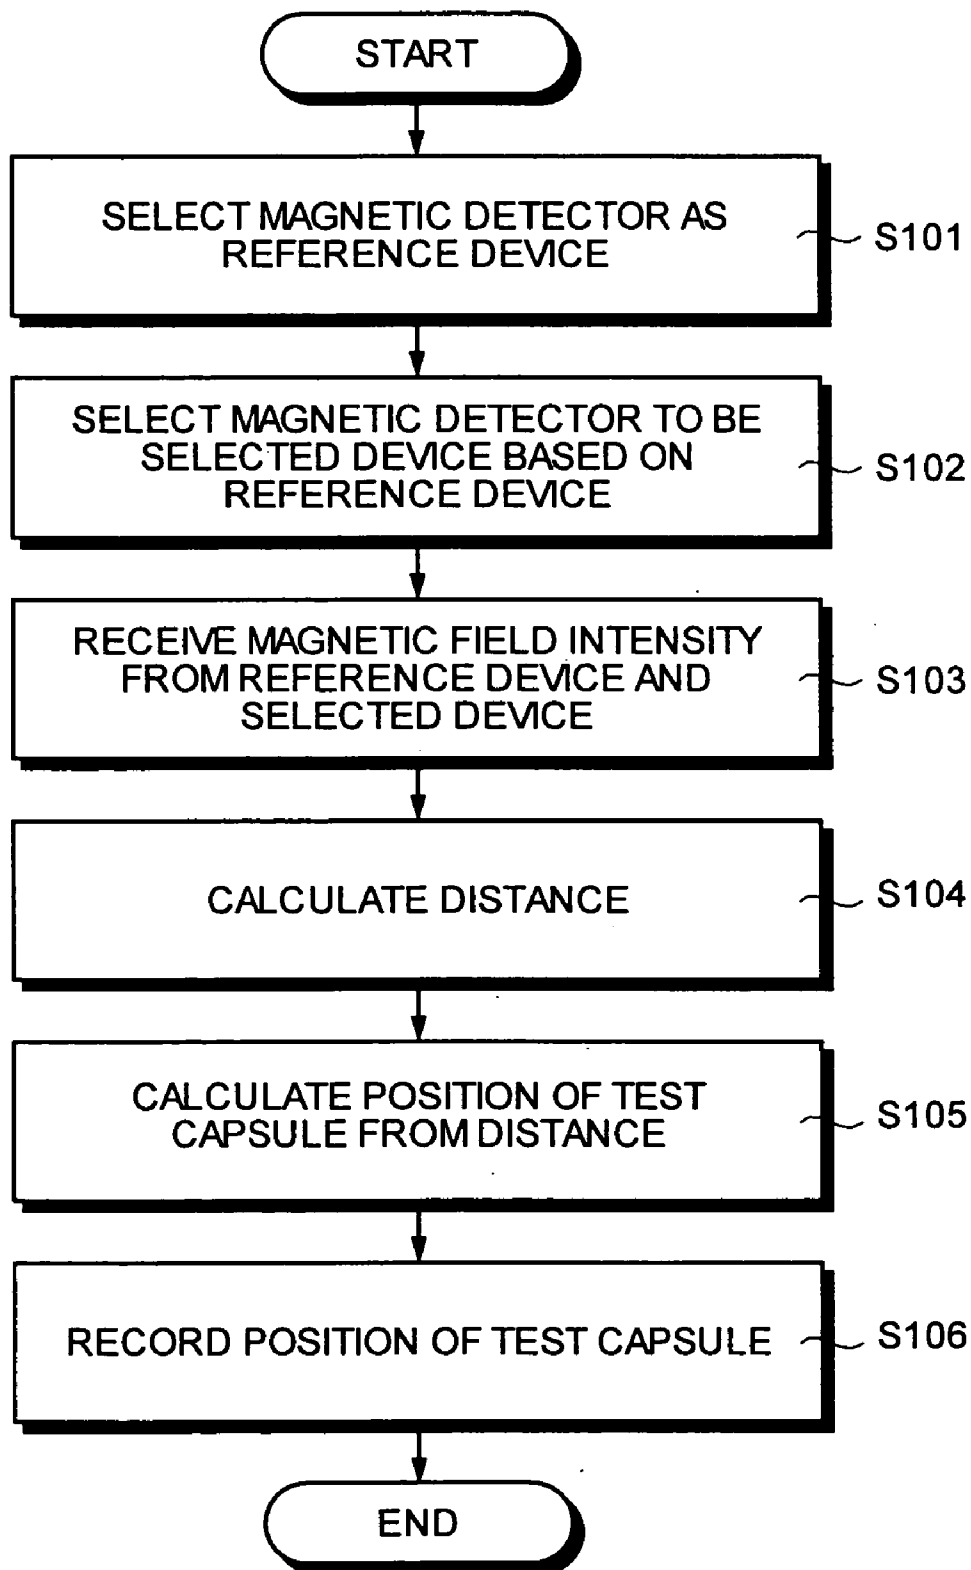 START
SELECT MAGNETIC DETECTOR AS
REFERENCE DEVICE
S101
SELECT MAGNETIC DETECTOR TO BE
SELECTED DEVICE BASED ON
REFERENCE DEVICE
S102
RECEIVE MAGNETIC FIELD INTENSITY
FROM REFERENCE DEVICE AND
SELECTED DEVICE
S103
CALCULATE DISTANCE
S104
CALCULATE POSITION OF TEST
CAPSULE FROM DISTANCE
S105
RECORD POSITION OF TEST CAPSULE
S106
END